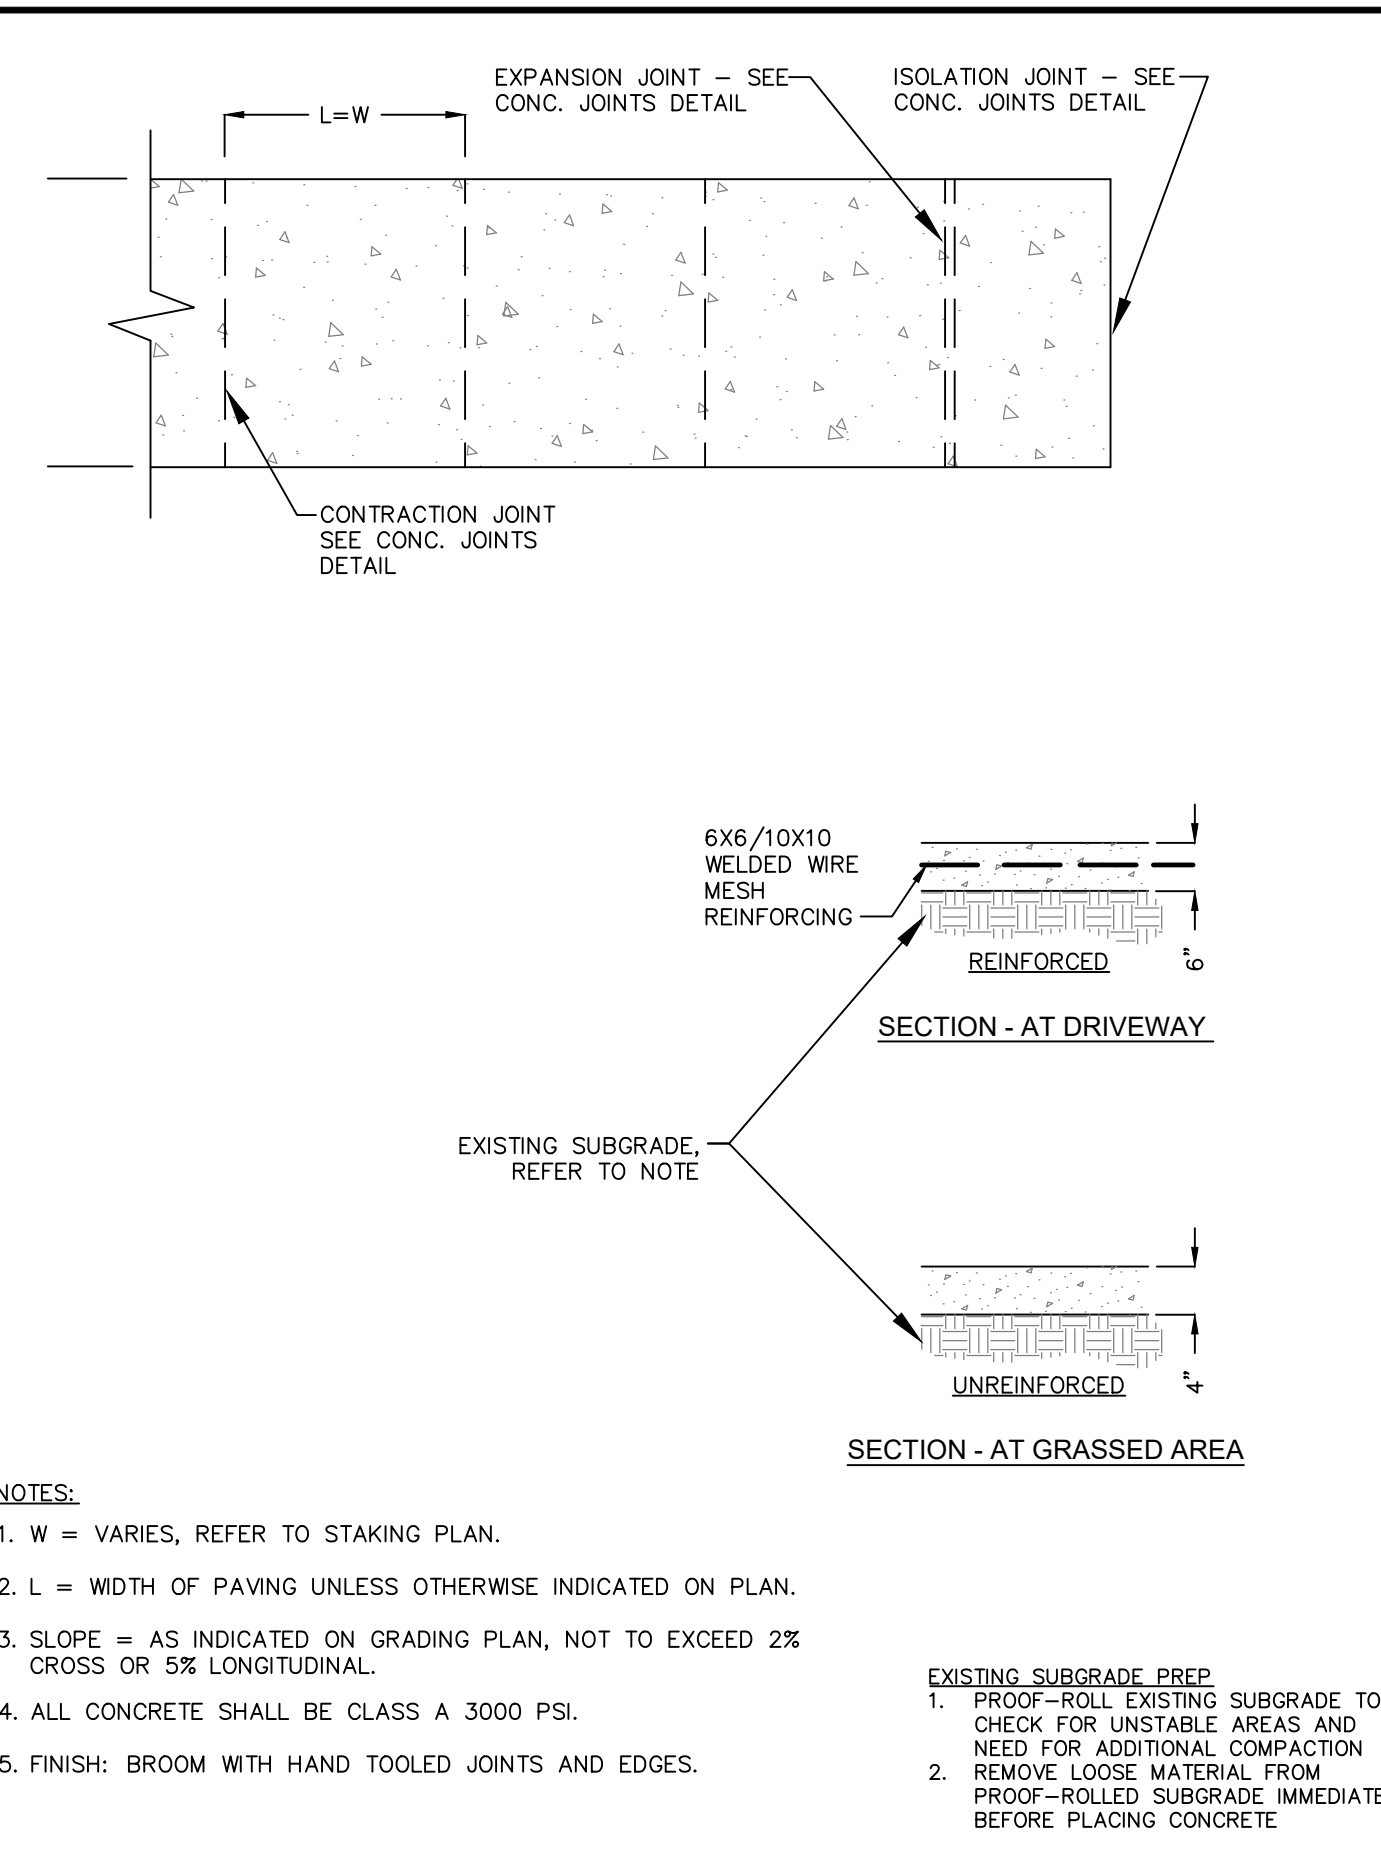 EXPANSION JOINT – SEE
CONC. JOINTS DETAIL
ISOLATION JOINT – SEE
CONC. JOINTS DETAIL
L=W
CONTRACTION JOINT
SEE CONC. JOINTS
DETAIL
6X6/10X10
WELDED WIRE
MESH
REINFORCING
REINFORCED
6"
SECTION - AT DRIVEWAY
EXISTING SUBGRADE,
REFER TO NOTE
UNREINFORCED
4"
SECTION - AT GRASSED AREA
NOTES:
1. W = VARIES, REFER TO STAKING PLAN.
2. L = WIDTH OF PAVING UNLESS OTHERWISE INDICATED ON PLAN.
3. SLOPE = AS INDICATED ON GRADING PLAN, NOT TO EXCEED 2%
CROSS OR 5% LONGITUDINAL.
4. ALL CONCRETE SHALL BE CLASS A 3000 PSI.
5. FINISH: BROOM WITH HAND TOOLED JOINTS AND EDGES.
EXISTING SUBGRADE PREP
1. PROOF–ROLL EXISTING SUBGRADE TO
CHECK FOR UNSTABLE AREAS AND
NEED FOR ADDITIONAL COMPACTION
2. REMOVE LOOSE MATERIAL FROM
PROOF–ROLLED SUBGRADE
BEFORE PLACING CONCRETE